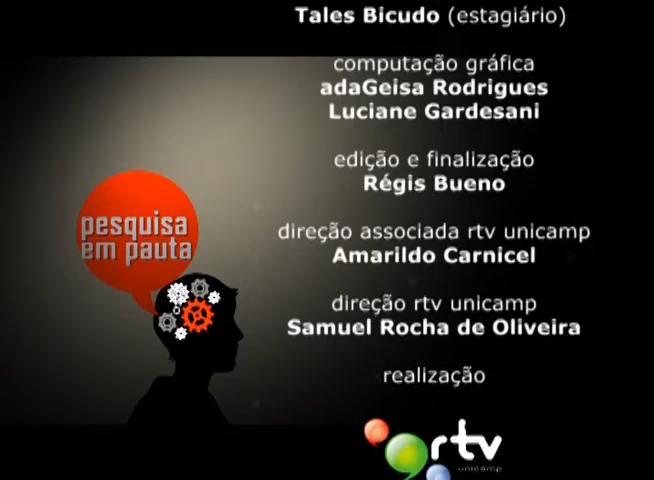 Tales Bicudo (estagiário)
computação gráfica
adaGeisa Rodrigues
Luciane Gardesani
edição e finalização
Régis Bueno
direção associada rtv unicamp
Amarildo Carnicel
direção rtv unicamp
Samuel Rocha de Oliveira
realização
rtv
unicamp
pesquisa
em pauta